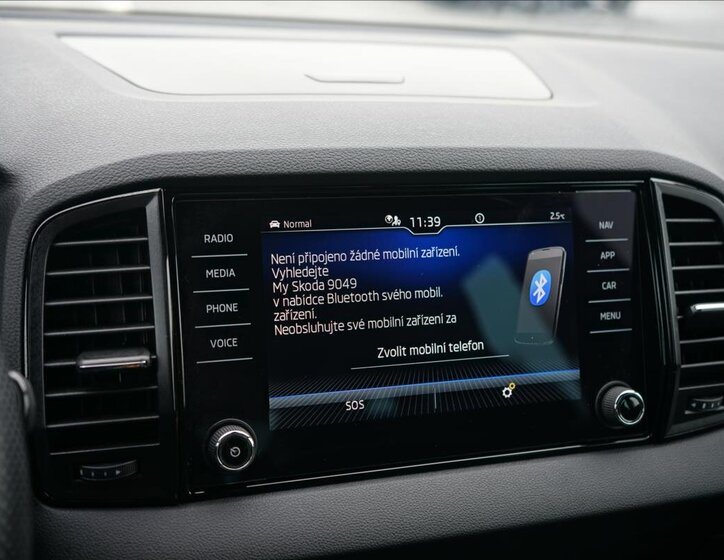 Normal
11:39
2.5°C
RADIO
MEDIA
PHONE
VOICE
Není připojeno žádné mobilní zařízení.
Vyhledejte
My Skoda 9049
v nabídce Bluetooth svého mobil.
zařízení.
Neobsluhujte své mobilní zařízení za
Zvolit mobilní telefon
SOS
NAV
APP
CAR
MENU